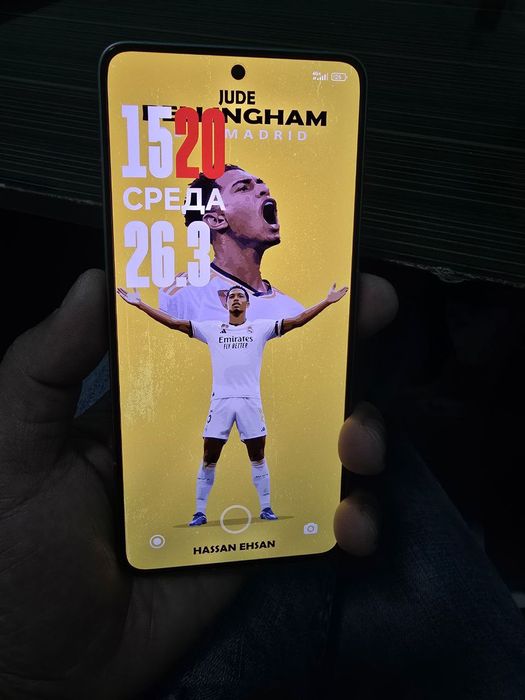 JUDE
BELLINGHAM
MADRID
1520
СРЕДА
26.3
Emirates
FLY BETTER
HASSAN EHSAN